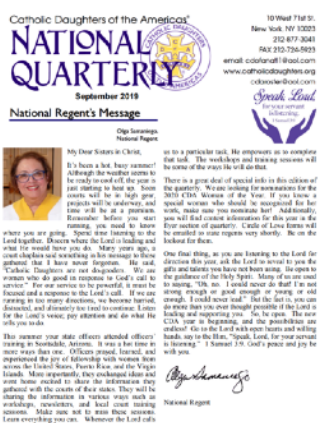 Catholic Daughters of the Americas'
NATIONAL
QUARTERLY
September 2019
10 West 71st St.
New York, NY 10023
212-877-3041
FAX 212-724-5923
email: cdofanatl1@aol.com
www.catholicdaughters.org
Speak, Lord,
for your servant
is listening.
National Regent's Message
National Regent
My Dear Sisters in Christ,
It's been a hot, busy summer!
Although the weather seems to
be ready to cool off, the year is
just starting to heat up. Soon
courts will be in high gear
projects will be underway, and
time will be at a premium.
Remember before you start
running, you need to know
where you are going. Spend time listening to the
Lord together. Discern where the Lord is leading and
what He would have you do. Many years ago, a
court chaplain said something in his message to them
gathered that I have never forgotten. He said,
"Catholic Daughters are not do-gooders. We are
women who do good in response to God's call to
service." For our service to be powerful, it must be
focused and a response to the Lord's call. If we are
running in too many directions, we become harried,
distracted, and ultimately too tired to continue. Listen
for the Lord's voice; pay attention and do what He
tells you to do.
This summer your state officers attended officers'
training in Scottsdale, Arizona. It was a fun time in
more ways than one. Officers prayed, learned, and
experienced the joy of fellowship with women from
across the United States, Puerto Rico, and the Virgin
Islands. More importantly, they exchanged ideas and
went home excited to share the information they
gathered with the courts of their states. They will be
sharing the information in various ways such as
workshops, newsletters, and local court training
sessions. Make sure not to miss these sessions.
Learn everything you can. Whenever the Lord calls
us to a particular task, He empowers us to complete
that task. The workshops and training sessions will
be some of the ways He will do that.
There is a great deal of special info in this edition of
the quarterly. We are looking for nominations for the
2020 CDA Woman of the Year. If you know a
special woman who should be recognized for her
work, make sure you nominate her! Additionally,
you will find contest information for this year in the
flyer section of quarterly. Circle of Love forms will
be emailed to your regents very shortly. Be on the
lookout for them.
One final thing, as you listening to the Lord for
direction this year, ask the Lord to reveal to you the
gifts and talents you have not been using. Be open to
the guidance of the Holy Spirit. Many of us are used
to saying, "Oh, no. I could never do that! I'm not
strong enough or good enough or young or old
enough. I could never lead." But the fact is, you can
do more than you ever thought possible if the Lord is
leading and supporting you. So, be open. The new
CDA year is beginning, and the possibilities are
endless! Go to the Lord with open hearts and willing
hands, say to Him, "Speak, Lord, for your servant
is listening." 1 Samuel 3:9. God's peace and joy be
with you.
National Regent